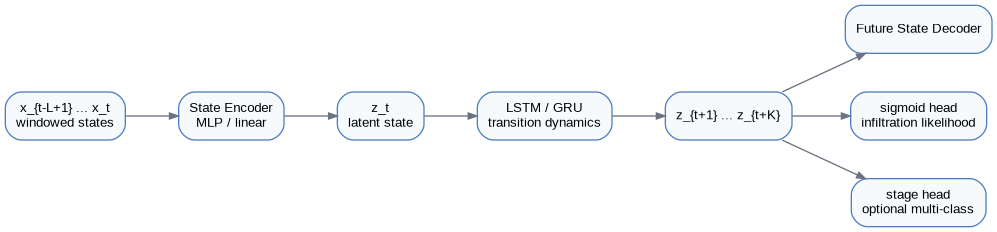 x_{t-L+1} ... x_t
windowed states
State Encoder
MLP / linear
z_t
latent state
LSTM / GRU
transition dynamics
z_{t+1} ... z_{t+K}
Future State Decoder
sigmoid head
infiltration likelihood
stage head
optional multi-class